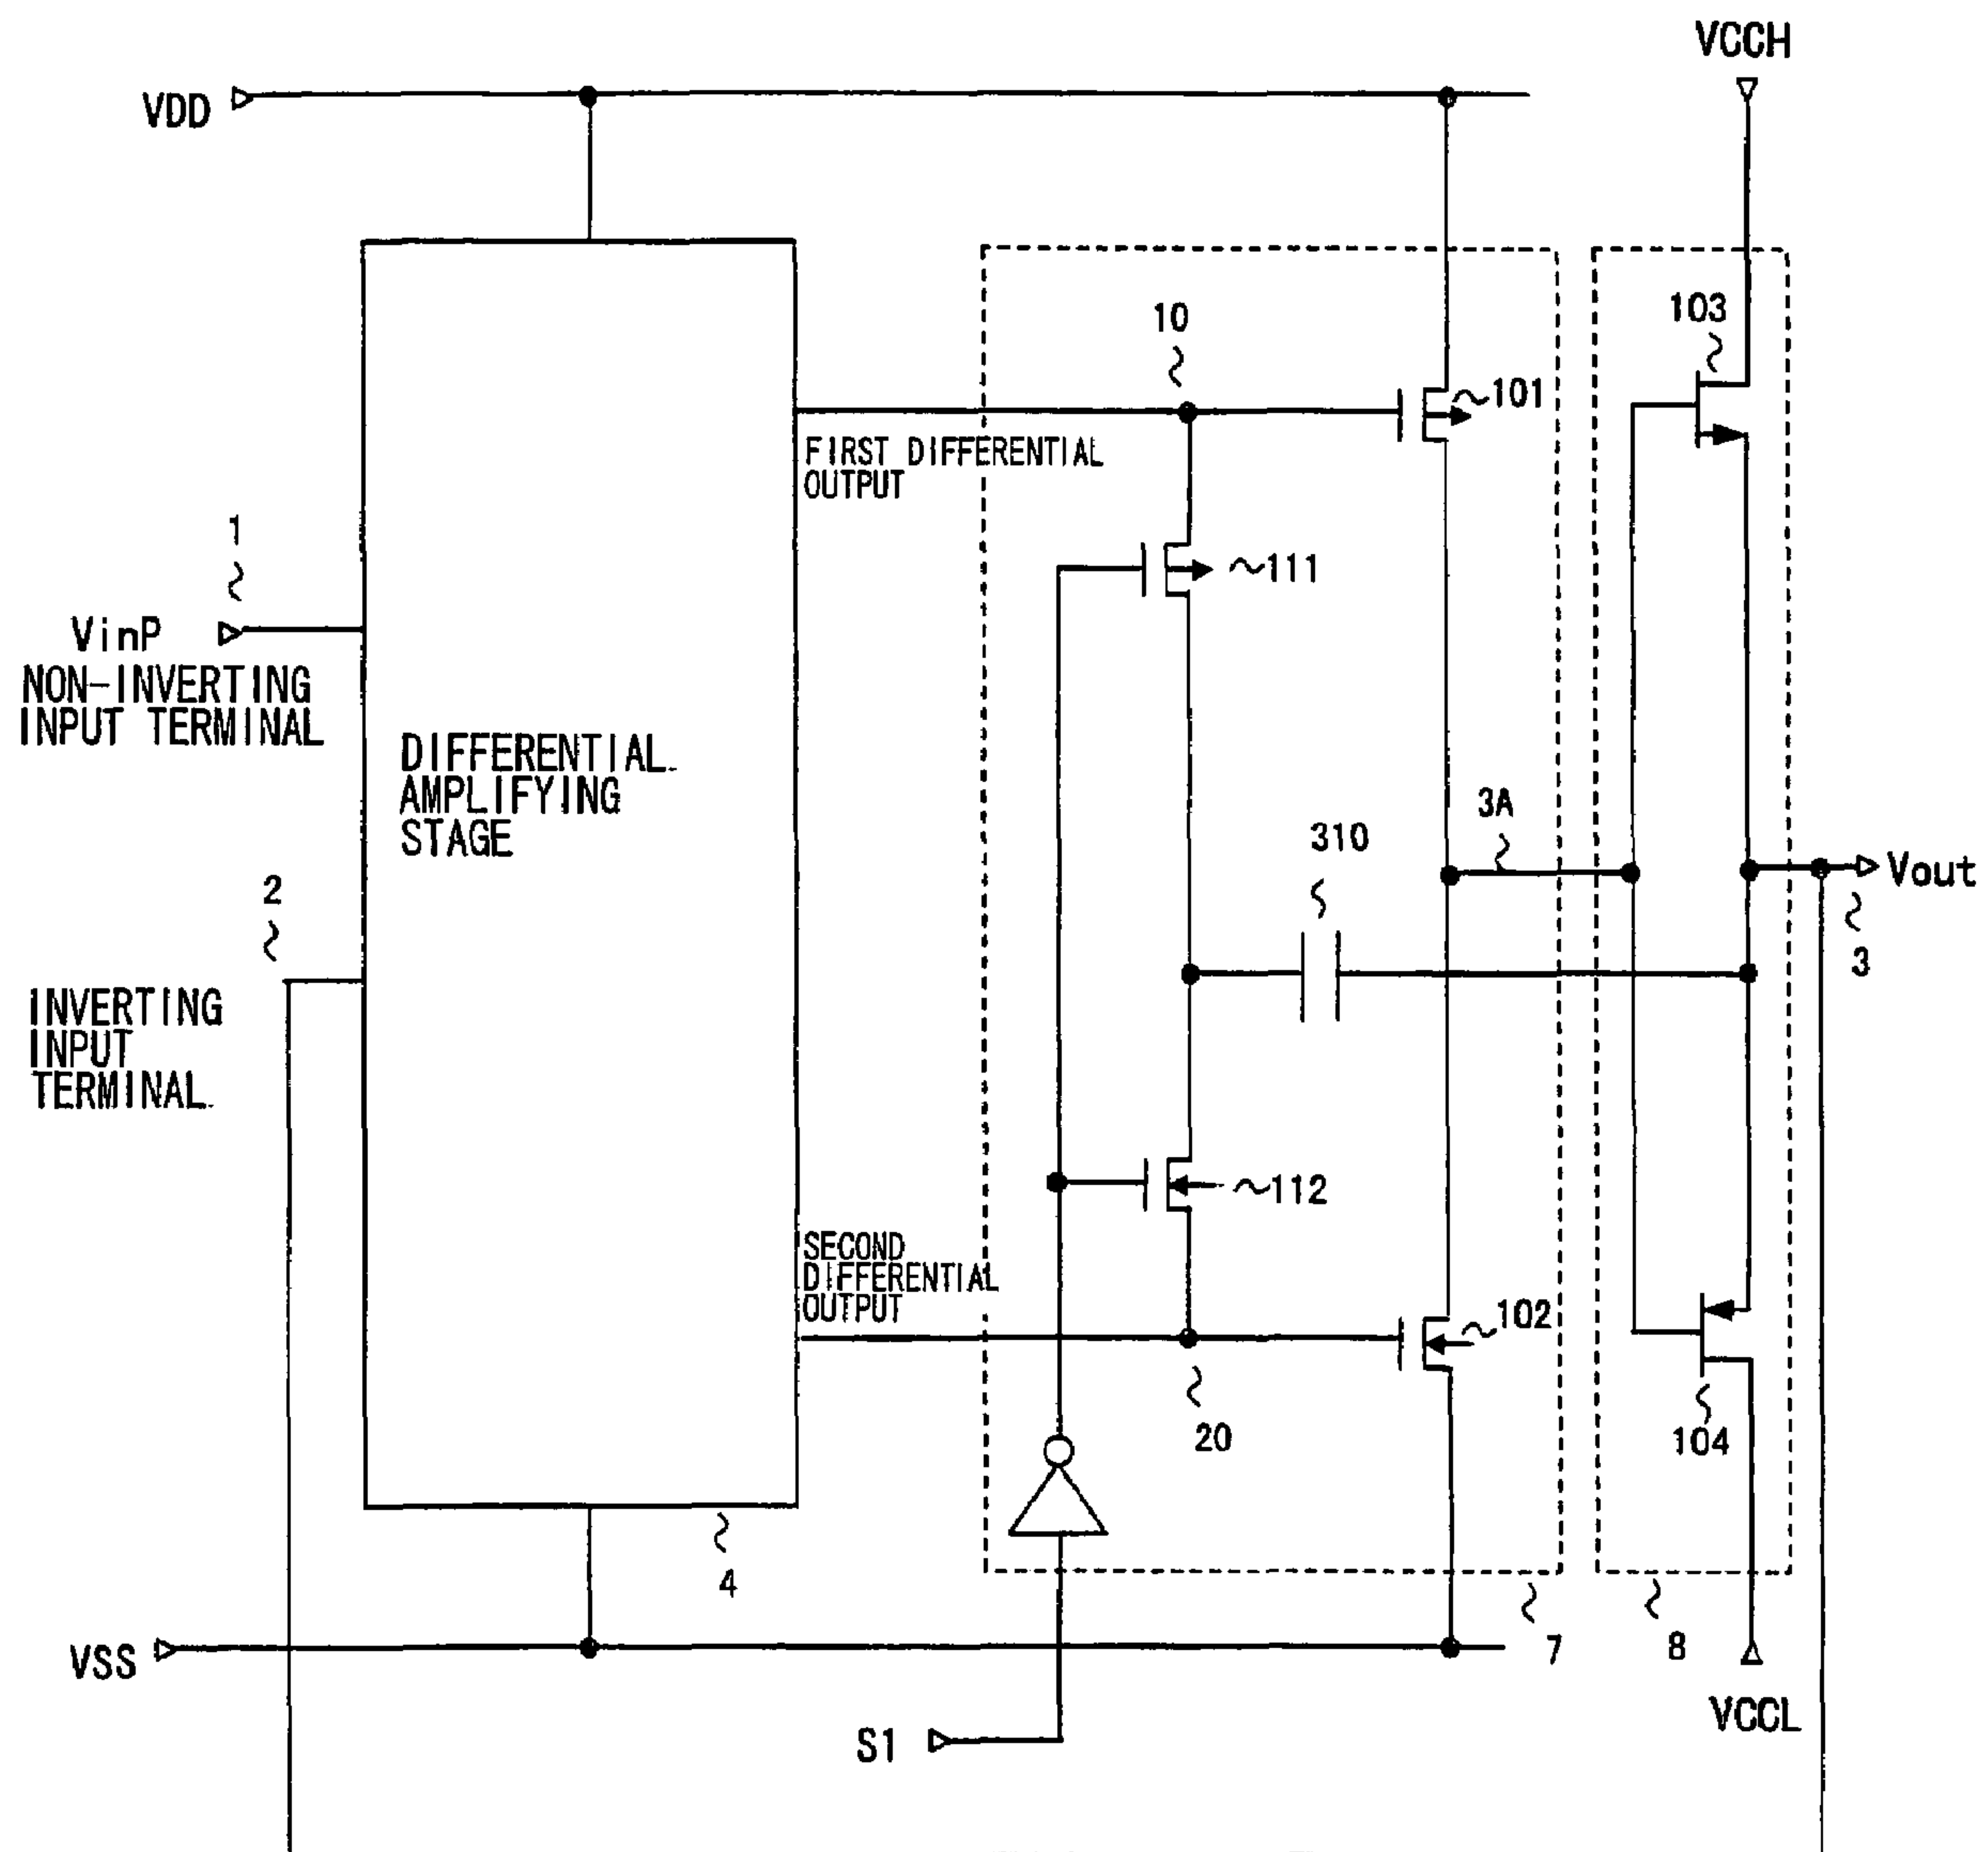 VCCH
VDD
103
10
101
FIRST DIFFERENTIAL
OUTPUT
1
111
VinP
NON-INVERTING
INPUT TERMINAL
DIFFERENTIAL
AMPLIFYING
STAGE
3A
310
2
Vout
3
INVERTING
INPUT
TERMINAL
112
SECOND
DIFFERENTIAL
OUTPUT
102
20
104
4
7
8
VSS
VCCL
S1